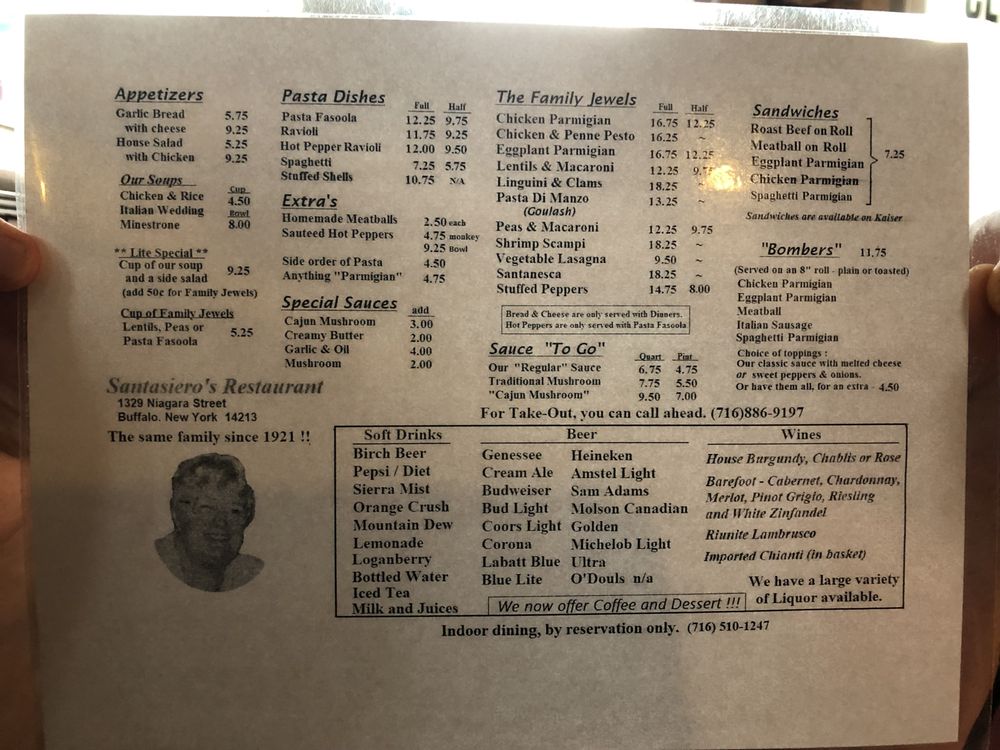 Appetizers
Garlic Bread 5.75
with cheese 9.25
House Salad 5.25
with Chicken 9.25
Our Soups Cup
Chicken & Rice 4.50
Italian Wedding Bowl
Minestrone 8.00
** Lite Special **
Cup of our soup
and a side salad 9.25
(add 50¢ for Family Jewels)
Cup of Family Jewels
Lentils, Peas or
Pasta Fasoola 5.25
Santasiero's Restaurant
1329 Niagara Street
Buffalo. New York 14213
The same family since 1921 !!
Pasta Dishes Full Half
Pasta Fasoola 12.25 9.75
Ravioli 11.75 9.25
Hot Pepper Ravioli 12.00 9.50
Spaghetti 7.25 5.75
Stuffed Shells 10.75 N/A
Extra's
Homemade Meatballs 2.50 each
Sauteed Hot Peppers 4.75 monkey
9.25 Bowl
Side order of Pasta 4.50
Anything "Parmigian" 4.75
Special Sauces add
Cajun Mushroom 3.00
Creamy Butter 2.00
Garlic & Oil 4.00
Mushroom 2.00
The Family Jewels Full Half
Chicken Parmigian 16.75 12.25
Chicken & Penne Pesto 16.25 ~
Eggplant Parmigian 16.75 12.25
Lentils & Macaroni 12.25 9.75
Linguini & Clams 18.25
Pasta Di Manzo 13.25 ~
(Goulash)
Peas & Macaroni 12.25 9.75
Shrimp Scampi 18.25 ~
Vegetable Lasagna 9.50 ~
Santanesca 18.25 ~
Stuffed Peppers 14.75 8.00
Bread & Cheese are only served with Dinners.
Hot Peppers are only served with Pasta Fasoola
Sauce "To Go" Quart Pint
Our "Regular" Sauce 6.75 4.75
Traditional Mushroom 7.75 5.50
"Cajun Mushroom" 9.50 7.00
For Take-Out, you can call ahead. (716)886-9197
Sandwiches
Roast Beef on Roll
Meatball on Roll
Eggplant Parmigian 7.25
Chicken Parmigian
Spaghetti Parmigian
Sandwiches are available on Kaiser
"Bombers" 11.75
(Served on an 8" roll - plain or toasted)
Chicken Parmigian
Eggplant Parmigian
Meatball
Italian Sausage
Spaghetti Parmigian
Choice of toppings :
Our classic sauce with melted cheese
or sweet peppers & onions.
Or have them all, for an extra - 4.50
Soft Drinks
Birch Beer
Pepsi / Diet
Sierra Mist
Orange Crush
Mountain Dew
Lemonade
Loganberry
Bottled Water
Iced Tea
Milk and Juices
Beer
Genessee Heineken
Cream Ale Amstel Light
Budweiser Sam Adams
Bud Light Molson Canadian
Coors Light Golden
Corona Michelob Light
Labatt Blue Ultra
Blue Lite O'Douls n/a
Wines
House Burgundy, Chablis or Rose
Barefoot - Cabernet, Chardonnay,
Merlot, Pinot Grigio, Riesling
and White Zinfandel
Riunite Lambrusco
Imported Chianti (in basket)
We have a large variety
of Liquor available.
We now offer Coffee and Dessert !!!
Indoor dining, by reservation only. (716) 510-1247